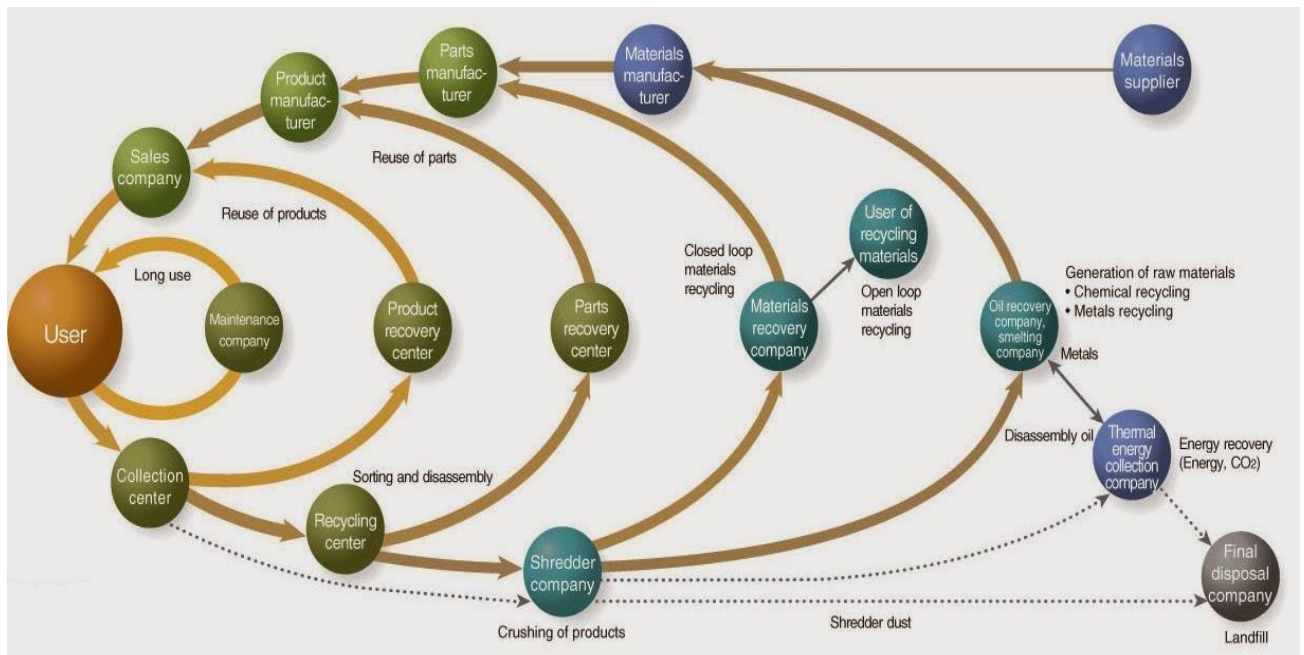 Parts
manufac-
turer
Materials
manufac-
turer
Materials
supplier
Product
manufac-
turer
Sales
company
Reuse of parts
Reuse of products
User of
recycling
materials
Closed loop
materials
recycling
Long use
Generation of raw materials
• Chemical recycling
• Metals recycling
Open loop
materials
recycling
User
Maintenance
company
Product
recovery
center
Parts
recovery
center
Materials
recovery
company
Oil recovery
company,
smelting
company
Metals
Disassembly oil
Thermal
energy
collection
company
Energy recovery
(Energy, CO2)
Collection
center
Sorting and disassembly
Recycling
center
Shredder
company
Final
disposal
company
Crushing of products
Shredder dust
Landfill